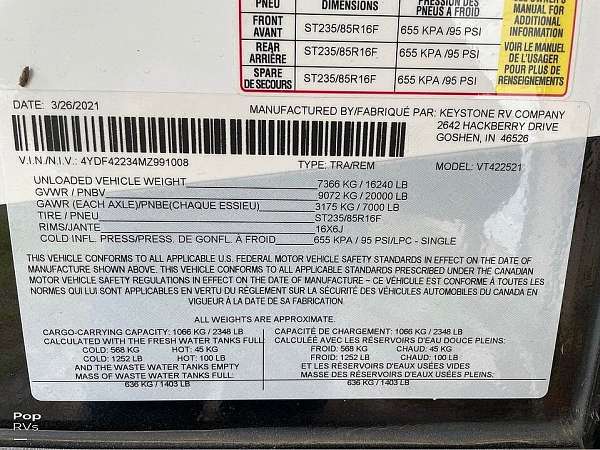 PNEU DIMENSIONS PRESSION DES PNEUS À FROID
FRONT AVANT ST235/85R16F 655 KPA /95 PSI
REAR ARRIÈRE ST235/85R16F 655 KPA /95 PSI
SPARE DE SECOURS ST235/85R16F 655 KPA /95 PSI
MANUAL FOR
ADDITIONAL
INFORMATION
VOIR LE MANUEL
DE L'USAGER
POUR PLUS DE
RENSEIGNEMENTS
DATE: 3/26/2021
MANUFACTURED BY/FABRIQUÉ PAR: KEYSTONE RV COMPANY
2642 HACKBERRY DRIVE
GOSHEN, IN 46526
V.I.N./N.I.V.: 4YDF42234MZ991008 TYPE: TRA/REM MODEL: VT422521
UNLOADED VEHICLE WEIGHT 7366 KG / 16240 LB
GVWR / PNBV 9072 KG / 20000 LB
GAWR (EACH AXLE)/PNBE(CHAQUE ESSIEU) 3175 KG / 7000 LB
TIRE/PNEU ST235/85R16F
RIMS/JANTE 16X6J
COLD INFL. PRESS/PRESS. DE GONFL. À FROID 655 KPA / 95 PSI/LPC - SINGLE
THIS VEHICLE CONFORMS TO ALL APPLICABLE U.S. FEDERAL MOTOR VEHICLE SAFETY STANDARDS IN EFFECT ON THE DATE OF
MANUFACTURE SHOWN ABOVE. THIS VEHICLE CONFORMS TO ALL APPLICABLE STANDARDS PRESCRIBED UNDER THE CANADIAN
MOTOR VEHICLE SAFETY REGULATIONS IN EFFECT ON THE DATE OF MANUFACTURE – CE VÉHICULE EST CONFORME À TOUTES LES
NORMES QUI LUI SONT APPLICABLES EN VERTU DU RÈGLEMENT SUR LA SÉCURITÉ DES VÉHICULES AUTOMOBILES DU CANADA EN
VIGUEUR À LA DATE DE SA FABRICATION.
ALL WEIGHTS ARE APPROXIMATE.
CARGO-CARRYING CAPACITY: 1066 KG / 2348 LB
CALCULATED WITH THE FRESH WATER TANKS FULL:
COLD: 568 KG HOT: 45 KG
COLD: 1252 LB HOT: 100 LB
AND THE WASTE WATER TANKS EMPTY
MASS OF WASTE WATER TANKS FULL:
636 KG / 1403 LB
CAPACITÉ DE CHARGEMENT: 1066 KG / 2348 LB
CALCULÉE AVEC LES RÉSERVOIRS D'EAU DOUCE PLEINS:
FROID: 568 KG CHAUD: 45 KG
FROID: 1252 LB CHAUD: 100 LB
ET LES RÉSERVOIRS D'EAUX USÉES VIDES
MASSE DES RÉSERVOIRS D'EAUX USÉES PLEINS:
636 KG / 1403 LB
Pop
RVs